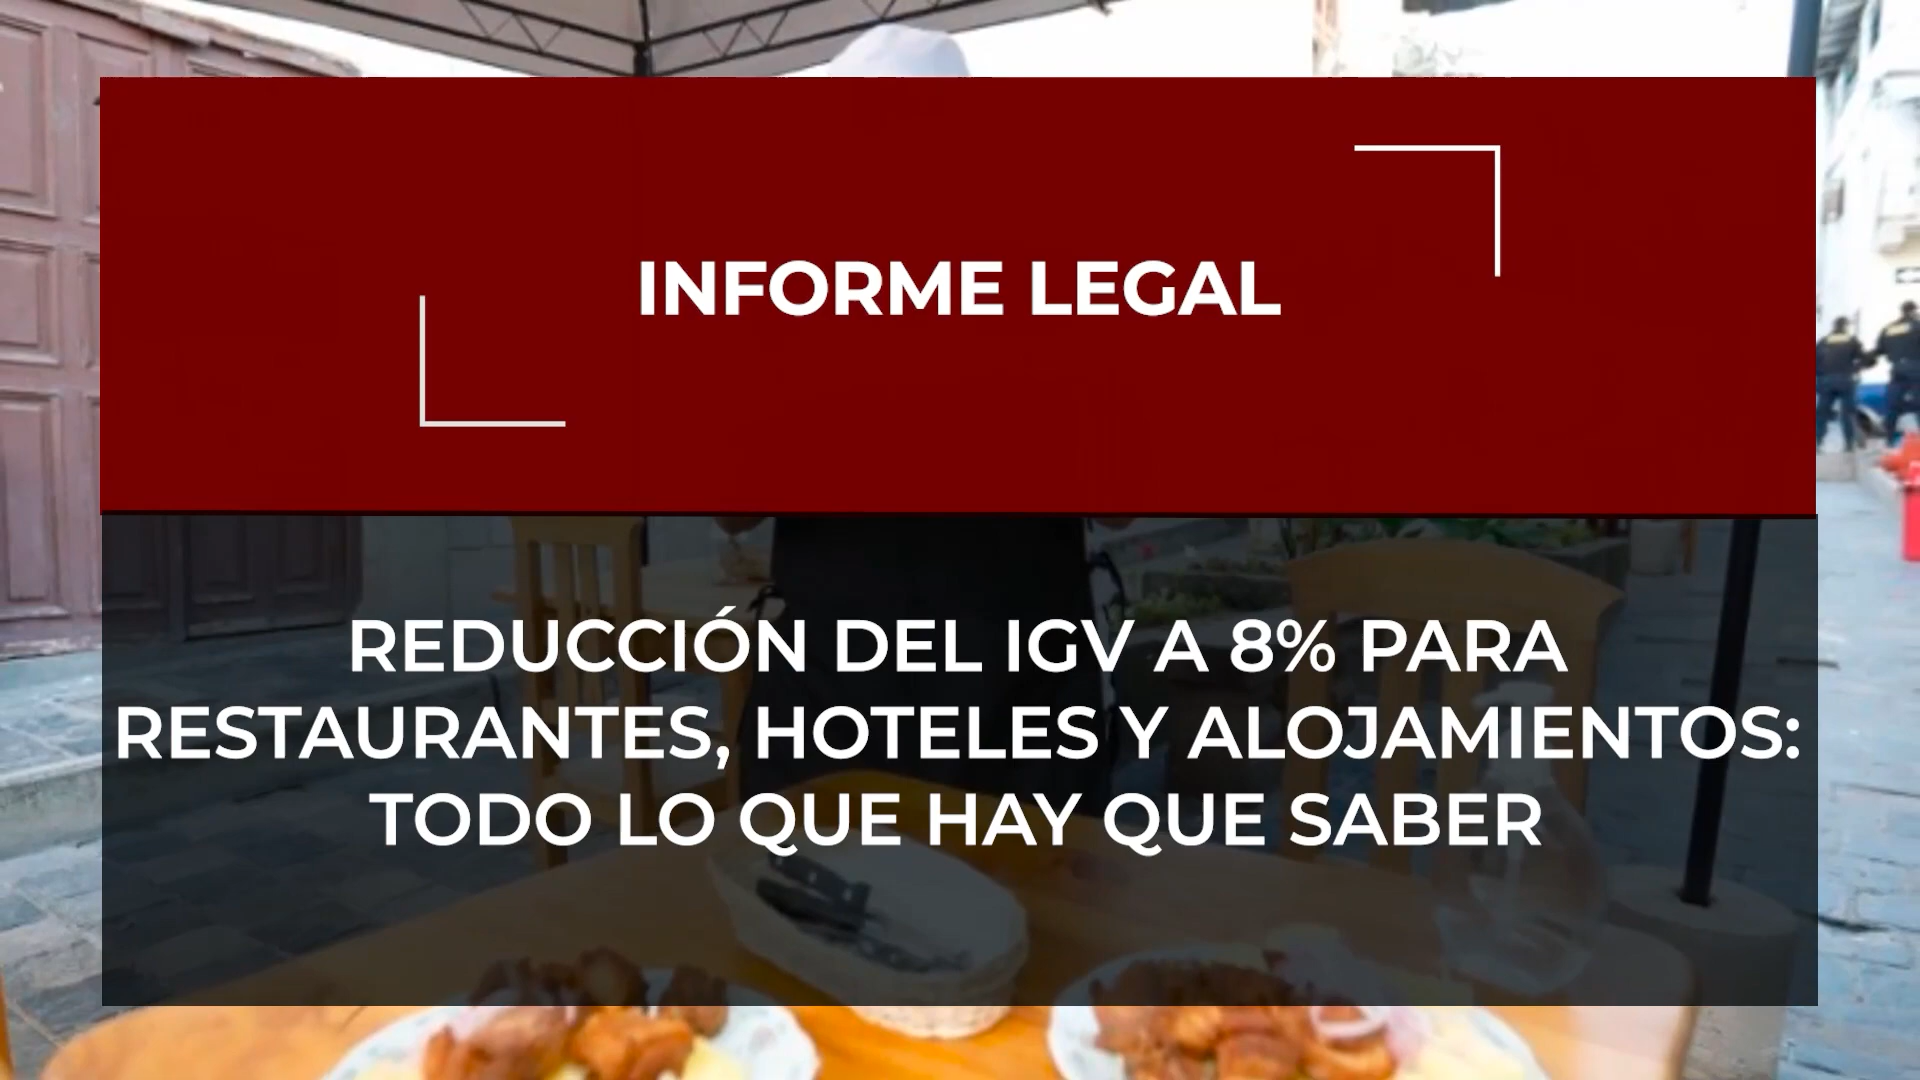 INFORME LEGAL
REDUCCIÓN DEL IGV A 8% PARA
RESTAURANTES, HOTELES Y ALOJAMIENTOS:
TODO LO QUE HAY QUE SABER